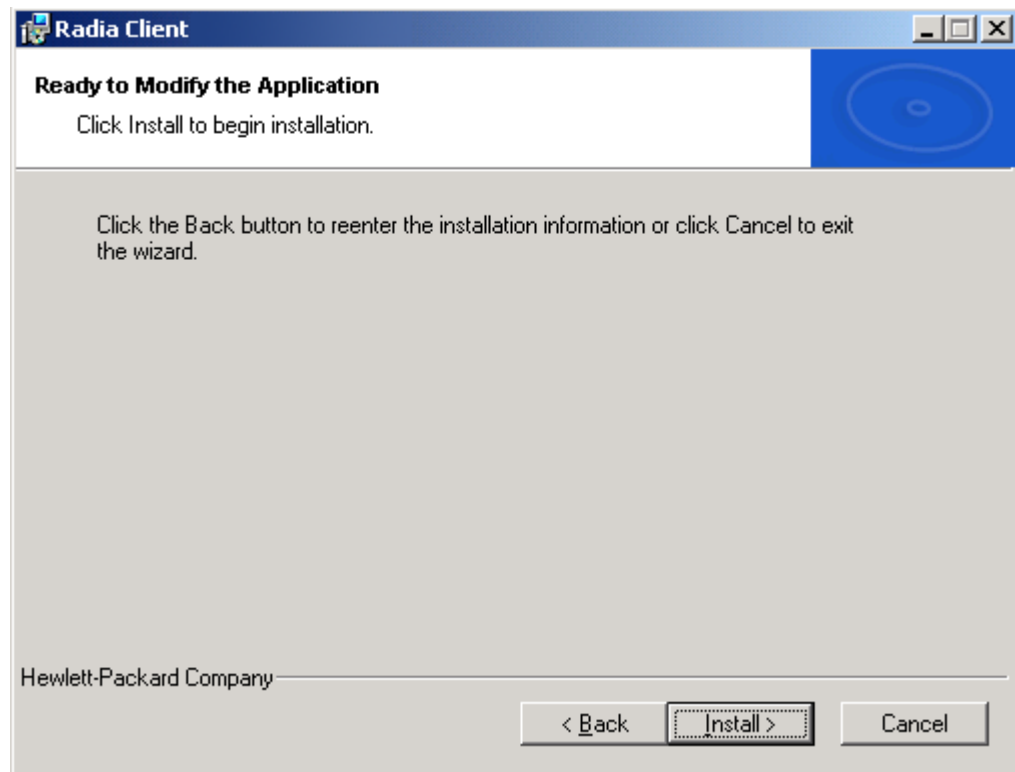 Radia Client
Ready to Modify the Application
Click Install to begin installation.
Click the Back button to reenter the installation information or click Cancel to exit
the wizard.
Hewlett-Packard Company
< Back
Install >
Cancel